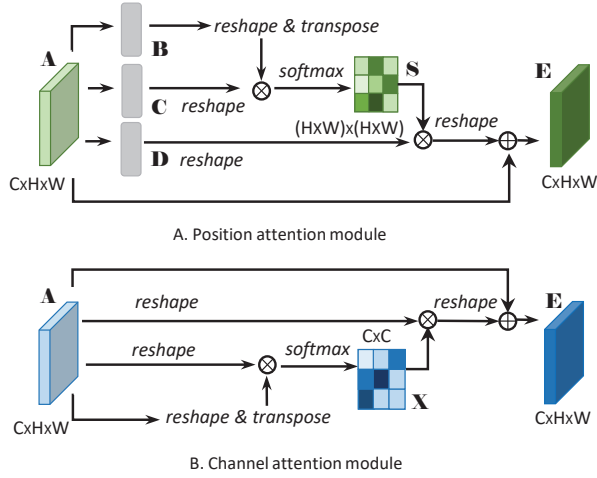 A
B
reshape & transpose
C
reshape
softmax
S
D
reshape
(HxW)x(HxW)
reshape
E
CxHxW
CxHxW
A. Position attention module
A
reshape
reshape
E
reshape
softmax
CxC
X
reshape & transpose
CxHxW
CxHxW
B. Channel attention module